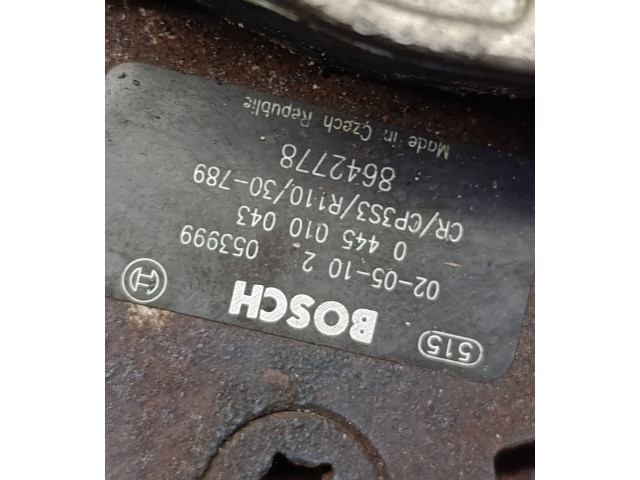 515 BOSCH
02-05-10 2 053999
0 445 010 043
CR/CP3S3/R110/30-789
8642778
Made in Czech Republic